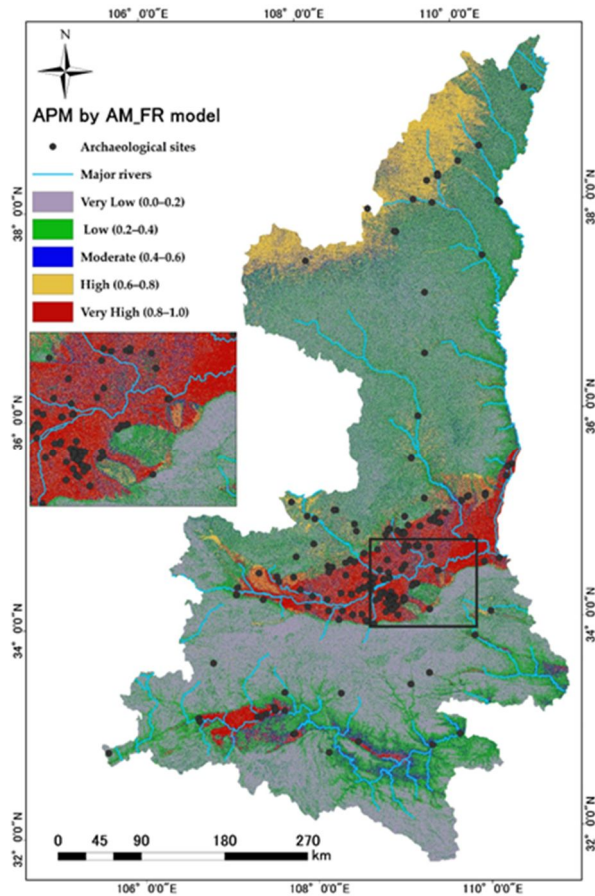 106° 0'0"E 108° 0'0"E 110° 0'0"E
N
APM by AM_FR model
Archaeological sites
Major rivers
Very Low (0.0–0.2)
Low (0.2–0.4)
Moderate (0.4–0.6)
High (0.6–0.8)
Very High (0.8–1.0)
38° 0'0"N 38° 0'0"N
36° 0'0"N 36° 0'0"N
34° 0'0"N 34° 0'0"N
32° 0'0"N 32° 0'0"N
0 45 90 180 270
km
106° 0'0"E 108° 0'0"E 110° 0'0"E